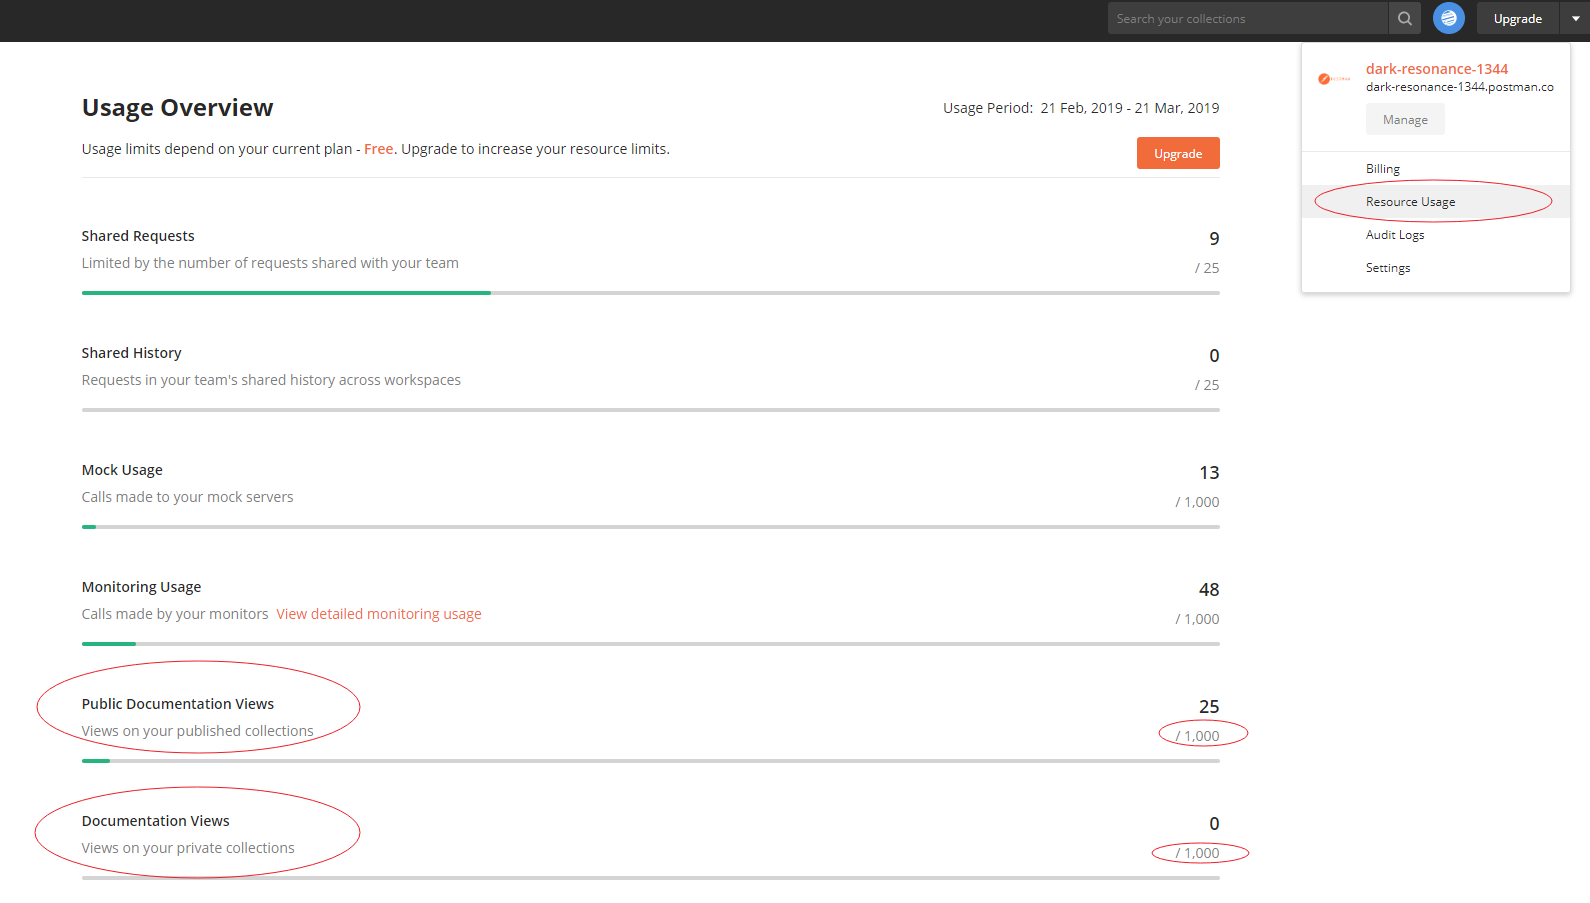 Search your collections
Upgrade
dark-resonance-1344
dark-resonance-1344.postman.co
Manage
Billing
Resource Usage
Audit Logs
Settings
Usage Overview
Usage Period: 21 Feb, 2019 - 21 Mar, 2019
Usage limits depend on your current plan - Free. Upgrade to increase your resource limits.
Upgrade
Shared Requests
9
Limited by the number of requests shared with your team
/ 25
Shared History
0
Requests in your team's shared history across workspaces
/ 25
Mock Usage
13
Calls made to your mock servers
/ 1,000
Monitoring Usage
48
Calls made by your monitors View detailed monitoring usage
/ 1,000
Public Documentation Views
25
Views on your published collections
/ 1,000
Documentation Views
0
Views on your private collections
/ 1,000